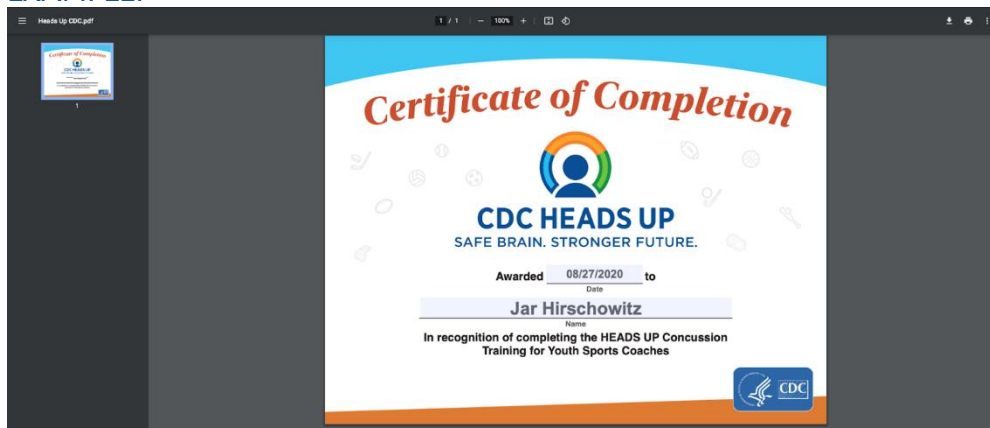 Heads Up CDC.pdf
1 / 1
100%
1
Certificate of Completion
CDC HEADS UP
SAFE BRAIN. STRONGER FUTURE.
Awarded 08/27/2020 to
Date
Jar Hirschowitz
Name
In recognition of completing the HEADS UP Concussion
Training for Youth Sports Coaches
CDC